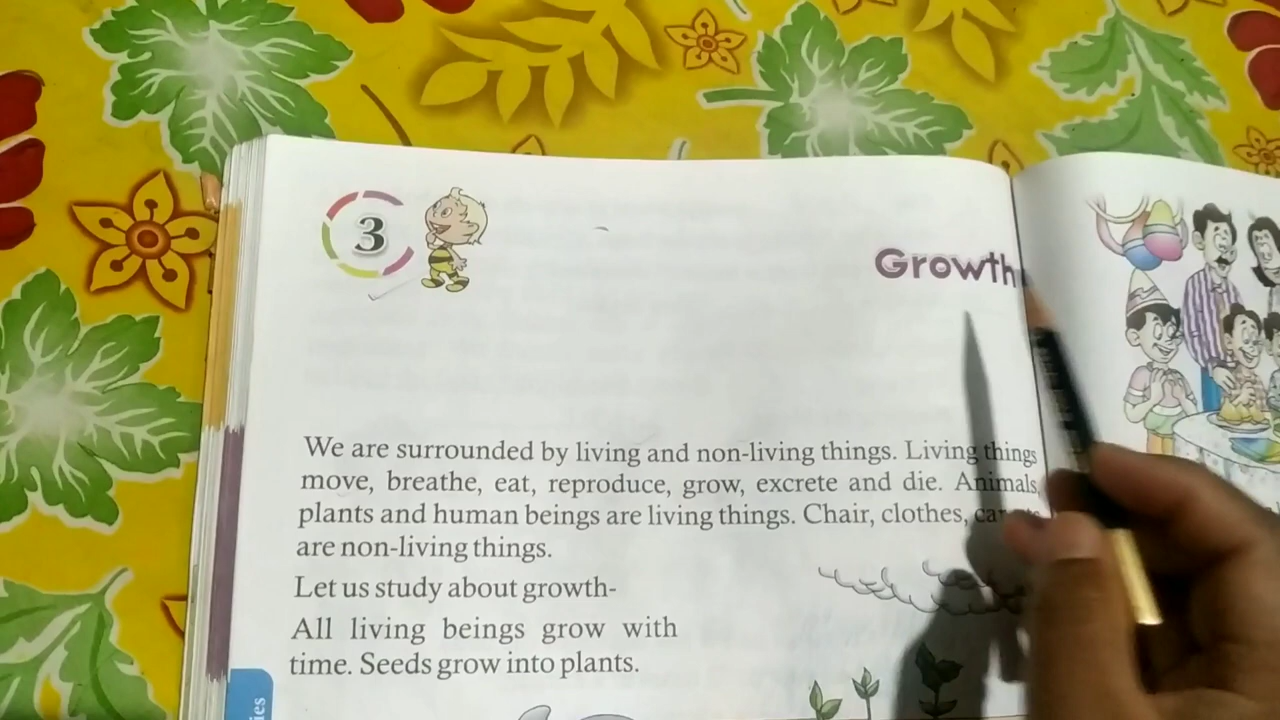 3
Growth
We are surrounded by living and non-living things. Living things
move, breathe, eat, reproduce, grow, excrete and die. Animals,
plants and human beings are living things. Chair, clothes,
are non-living things.
Let us study about growth-
All living beings grow with
time. Seeds grow into plants.